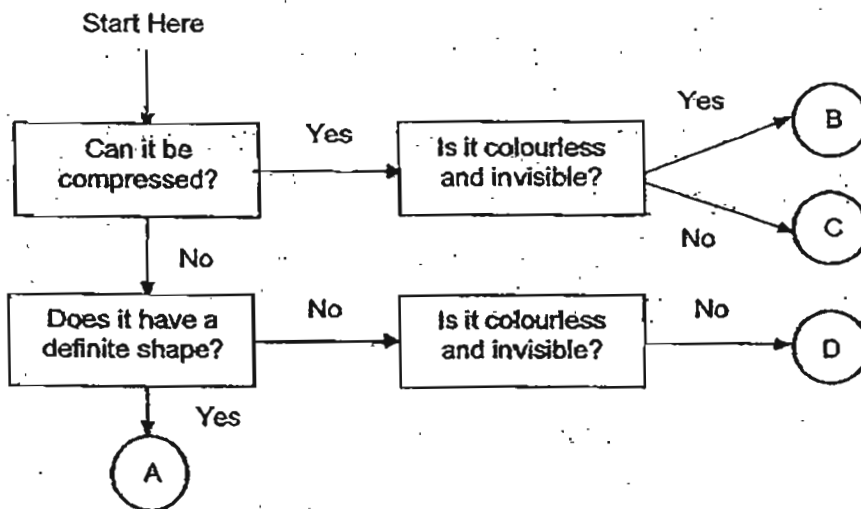 Start Here
Can it be
compressed?
Yes
Is it colourless
and invisible?
Yes
B
No
C
No
Does it have a
definite shape?
No
Is it colourless
and invisible?
No
D
Yes
A